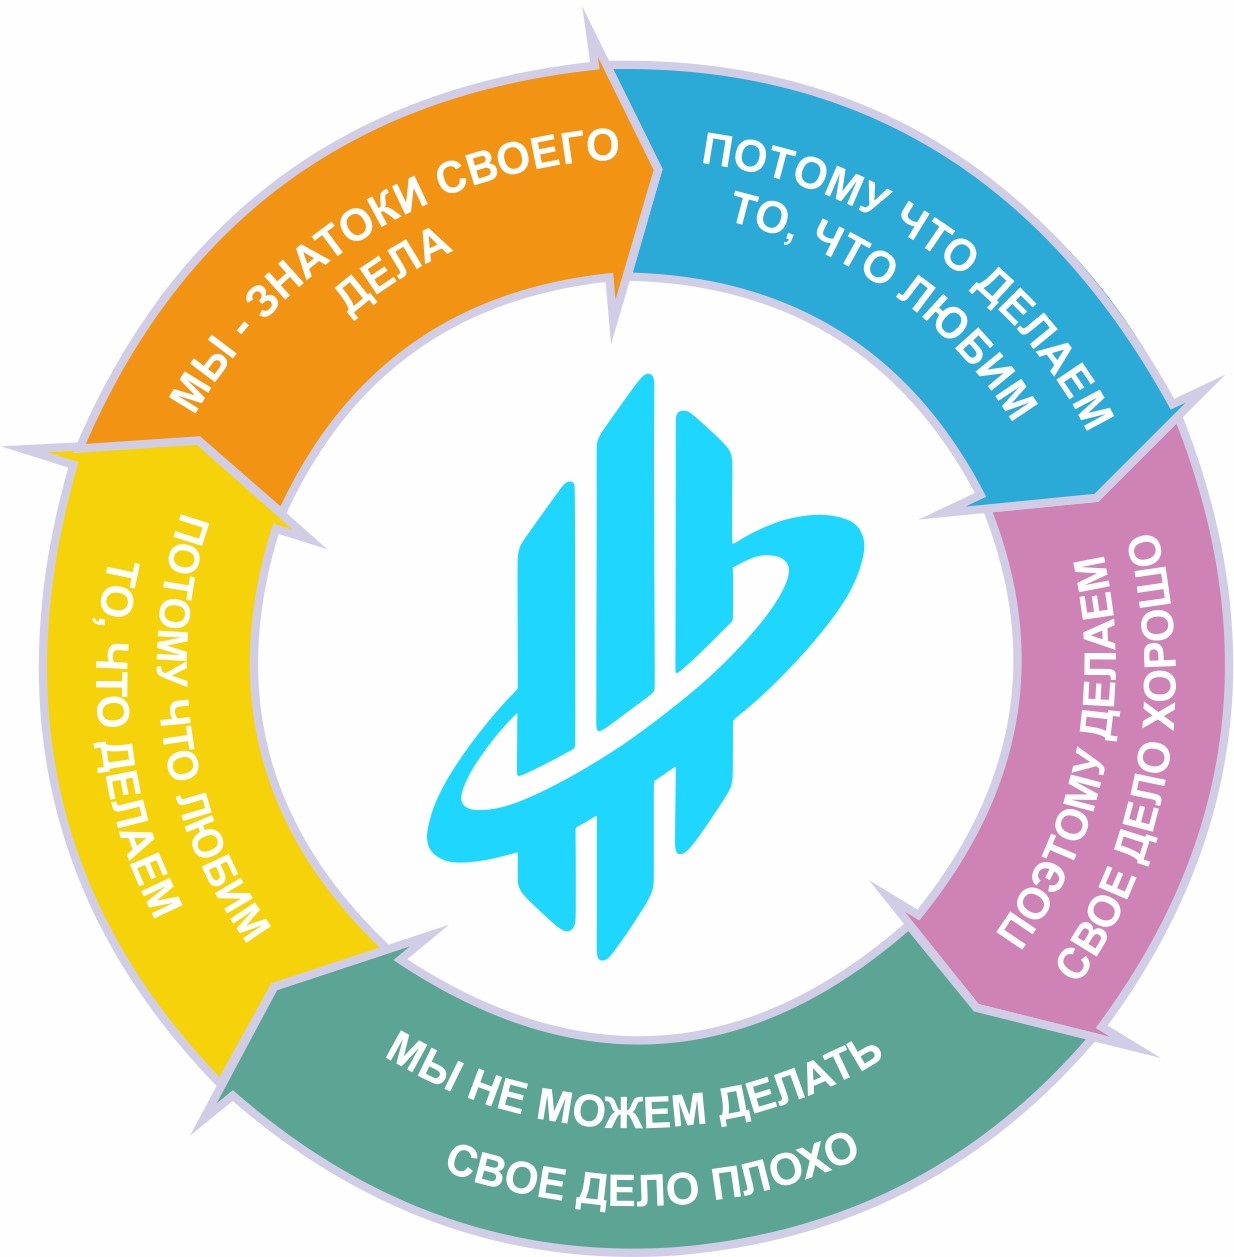 МЫ - ЗНАТОКИ СВОЕГО
ДЕЛА
ПОТОМУ ЧТО ДЕЛАЕМ
ТО, ЧТО ЛЮБИМ
ПОЭТОМУ ДЕЛАЕМ
СВОЕ ДЕЛО ХОРОШО
МЫ НЕ МОЖЕМ ДЕЛАТЬ
СВОЕ ДЕЛО ПЛОХО
ПОТОМУ ЧТО ЛЮБИМ
ТО, ЧТО ДЕЛАЕМ